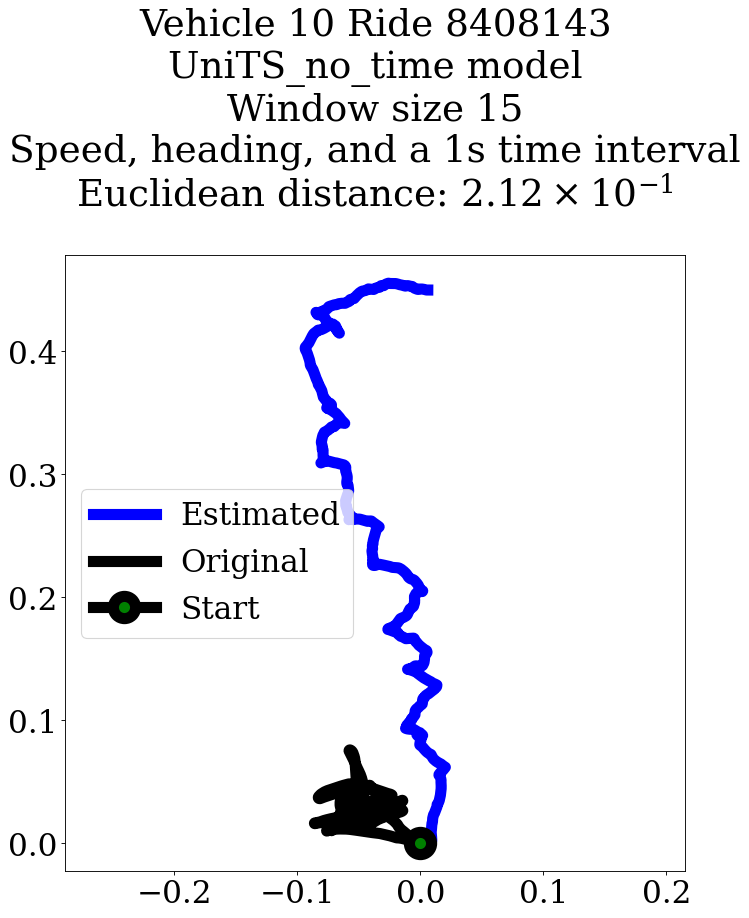 Vehicle 10 Ride 8408143
UniTS_no_time model
Window size 15
Speed, heading, and a 1s time interval
Euclidean distance: 2.12 × 10⁻¹
0.4
0.3
Estimated
Original
0.2
Start
0.1
0.0
−0.2 −0.1 0.0 0.1 0.2